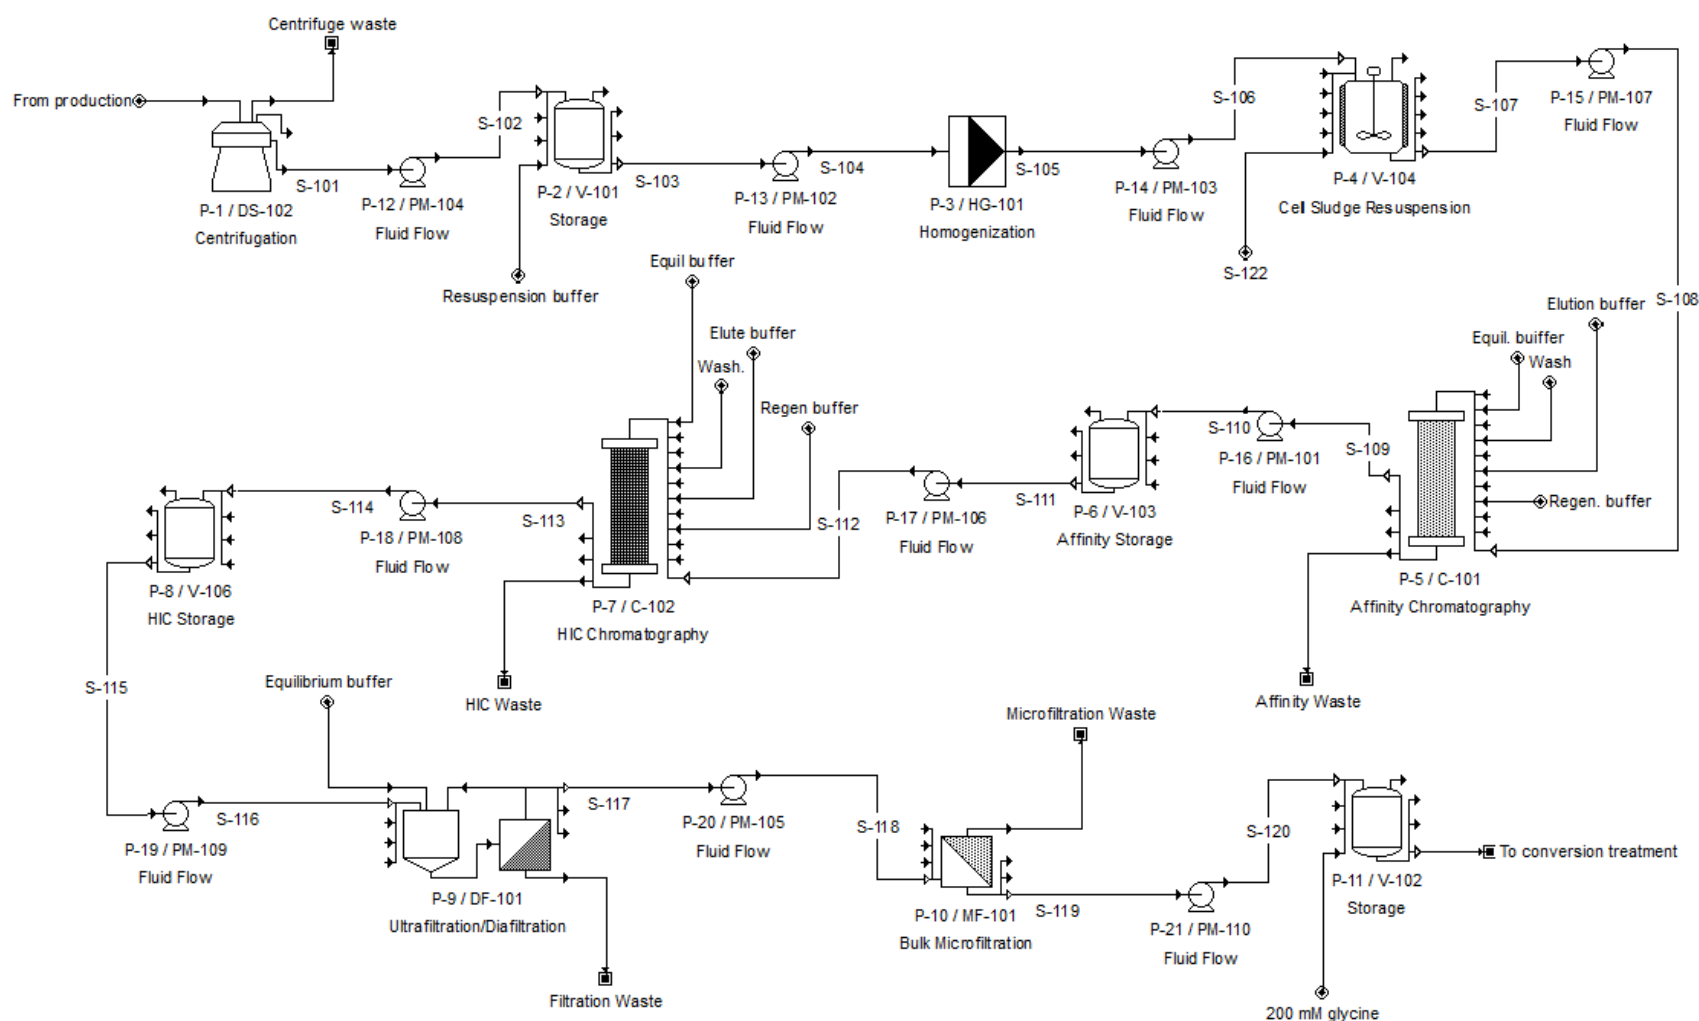 Centrifuge waste
From production
S-101
P-1 / DS-102
Centrifugation
S-102
P-12 / PM-104
Fluid Flow
P-2 / V-101
Storage
Resuspension buffer
S-103
P-13 / PM-102
Fluid Flow
S-104
P-3 / HG-101
Homogenization
S-105
P-14 / PM-103
Fluid Flow
S-106
S-122
P-4 / V-104
Cell Sludge Resuspension
S-107
P-15 / PM-107
Fluid Flow
S-108
Elution buffer
Equil. buiffer
Wash
Regen. buffer
P-5 / C-101
Affinity Chromatography
Affinity Waste
S-109
P-16 / PM-101
Fluid Flow
S-110
P-6 / V-103
Affinity Storage
S-111
P-17 / PM-106
Fluid Flow
S-112
Equil buffer
Elute buffer
Wash.
Regen buffer
P-7 / C-102
HIC Chromatography
HIC Waste
S-113
P-18 / PM-108
Fluid Flow
S-114
P-8 / V-106
HIC Storage
S-115
P-19 / PM-109
Fluid Flow
S-116
Equilibrium buffer
P-9 / DF-101
Ultrafiltration/Diafiltration
Filtration Waste
S-117
P-20 / PM-105
Fluid Flow
S-118
Microfiltration Waste
P-10 / MF-101
Bulk Microfiltration
S-119
P-21 / PM-110
Fluid Flow
S-120
P-11 / V-102
Storage
To conversion treatment
200 mM glycine